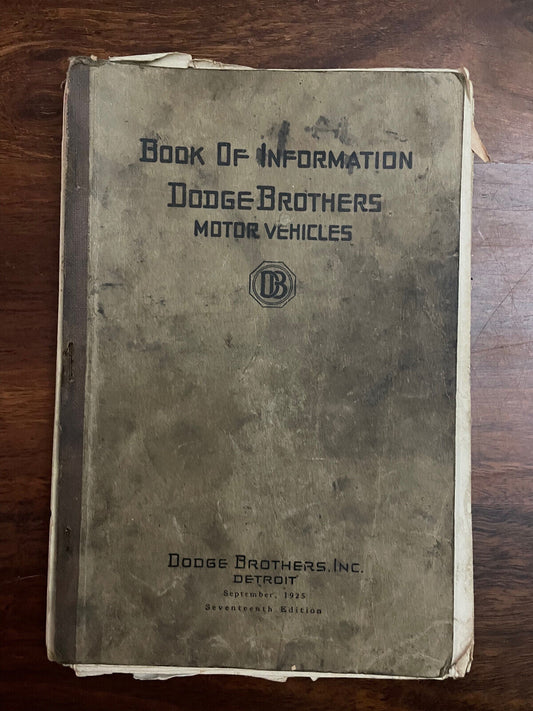 BOOK OF INFORMATION
DODGE BROTHERS
MOTOR VEHICLES
DB
DODGE BROTHERS, INC.
DETROIT
September, 1925
Seventeenth Edition